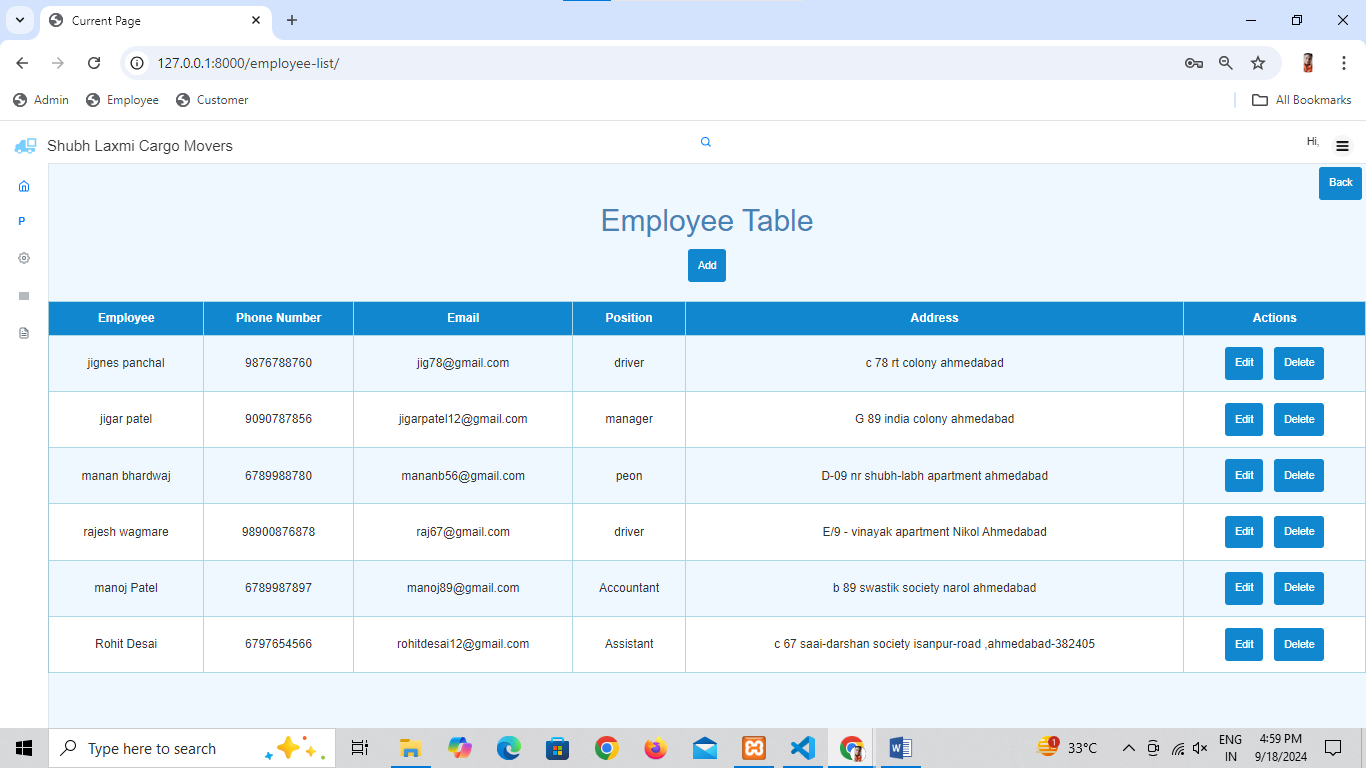 Current Page
127.0.0.1:8000/employee-list/
Admin Employee Customer All Bookmarks
Shubh Laxmi Cargo Movers Hi,
Back
P
Employee Table
Add
Employee Phone Number Email Position Address Actions
jignes panchal 9876788760 jig78@gmail.com driver c 78 rt colony ahmedabad Edit Delete
jigar patel 9090787856 jigarpatel12@gmail.com manager G 89 india colony ahmedabad Edit Delete
manan bhardwaj 6789988780 mananb56@gmail.com peon D-09 nr shubh-labh apartment ahmedabad Edit Delete
rajesh wagmare 98900876878 raj67@gmail.com driver E/9 - vinayak apartment Nikol Ahmedabad Edit Delete
manoj Patel 6789987897 manoj89@gmail.com Accountant b 89 swastik society narol ahmedabad Edit Delete
Rohit Desai 6797654566 rohitdesai12@gmail.com Assistant c 67 saai-darshan society isanpur-road ,ahmedabad-382405 Edit Delete
Type here to search 1 33°C ENG 4:59 PM
IN 9/18/2024